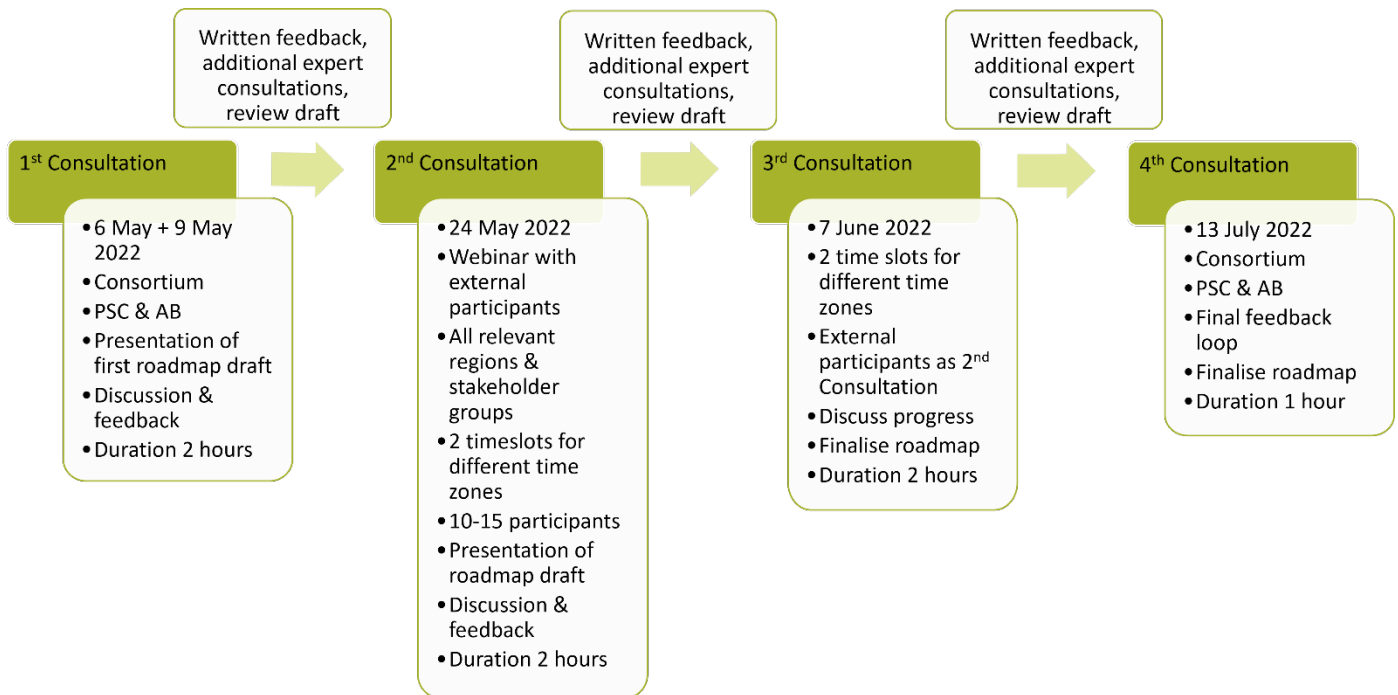 Written feedback,
additional expert
consultations,
review draft
Written feedback,
additional expert
consultations,
review draft
Written feedback,
additional expert
consultations,
review draft
1st Consultation
•6 May + 9 May
2022
•Consortium
•PSC & AB
•Presentation of
first roadmap draft
•Discussion &
feedback
•Duration 2 hours
2nd Consultation
•24 May 2022
•Webinar with
external
participants
•All relevant
regions &
stakeholder
groups
•2 timeslots for
different time
zones
•10-15 participants
•Presentation of
roadmap draft
•Discussion &
feedback
•Duration 2 hours
3rd Consultation
•7 June 2022
•2 time slots for
different time
zones
•External
participants as 2nd
Consultation
•Discuss progress
•Finalise roadmap
•Duration 2 hours
4th Consultation
•13 July 2022
•Consortium
•PSC & AB
•Final feedback
loop
•Finalise roadmap
•Duration 1 hour